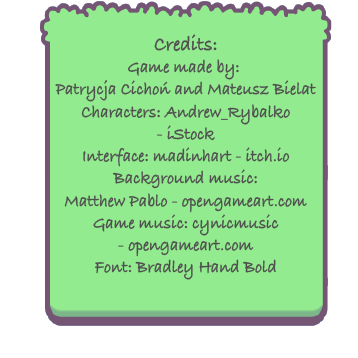 Credits:
Game made by:
Patrycja Cichoń and Mateusz Bielat
Characters: Andrew_Rybalko
- iStock
Interface: madinhart - itch.io
Background music:
Matthew Pablo - opengameart.com
Game music: cynicmusic
- opengameart.com
Font: Bradley Hand Bold